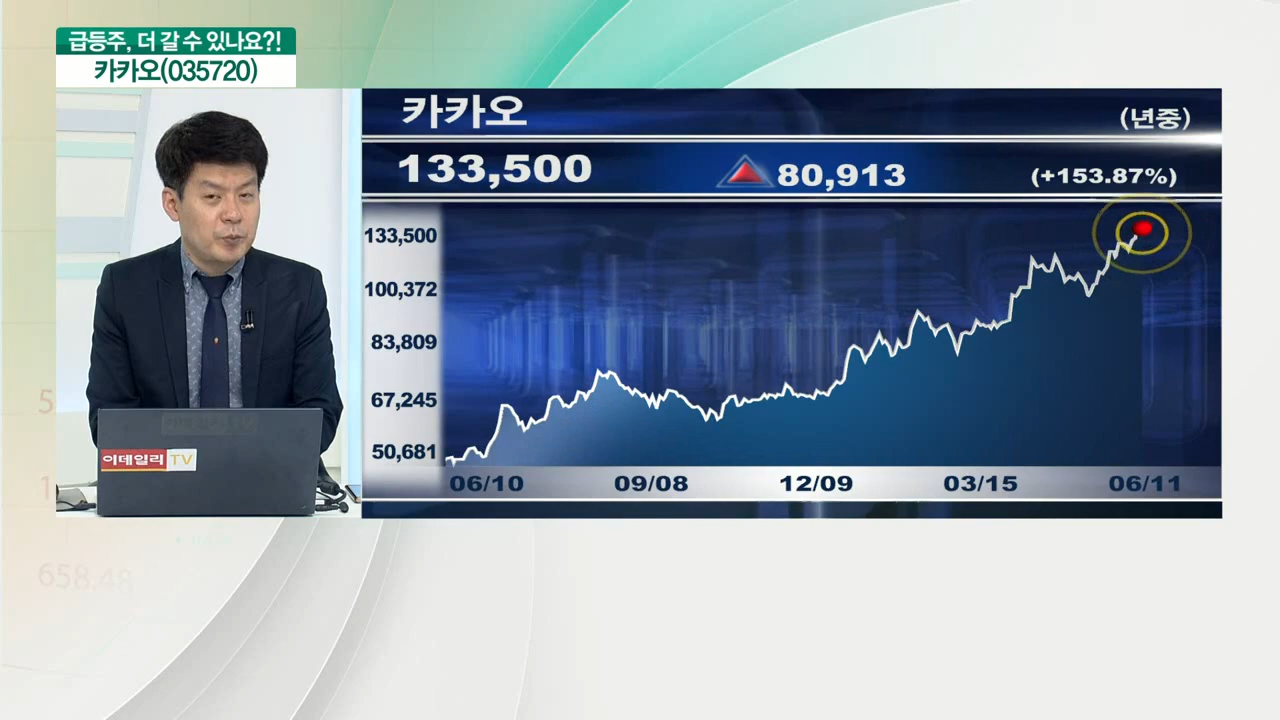 급등주, 더 갈 수 있나요?!
카카오(035720)
카카오
(년중)
133,500
80,913
(+153.87%)
133,500
100,372
83,809
67,245
50,681
06/10
09/08
12/09
03/15
06/11
이데일리TV
658.48